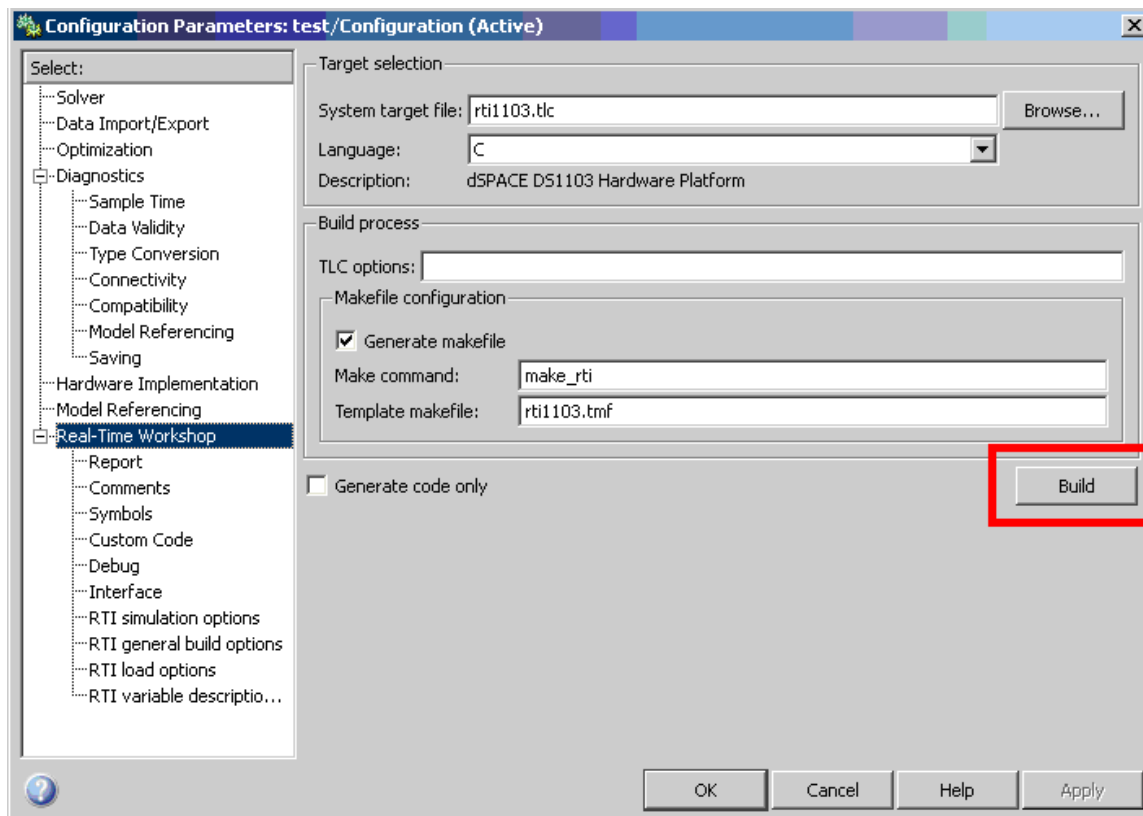 Configuration Parameters: test/Configuration (Active)
Select:
Solver
Data Import/Export
Optimization
Diagnostics
Sample Time
Data Validity
Type Conversion
Connectivity
Compatibility
Model Referencing
Saving
Hardware Implementation
Model Referencing
Real-Time Workshop
Report
Comments
Symbols
Custom Code
Debug
Interface
RTI simulation options
RTI general build options
RTI load options
RTI variable descriptio...
Target selection
System target file: rti1103.tlc Browse...
Language: C
Description: dSPACE DS1103 Hardware Platform
Build process
TLC options:
Makefile configuration
Generate makefile
Make command: make_rti
Template makefile: rti1103.tmf
Generate code only Build
OK Cancel Help Apply